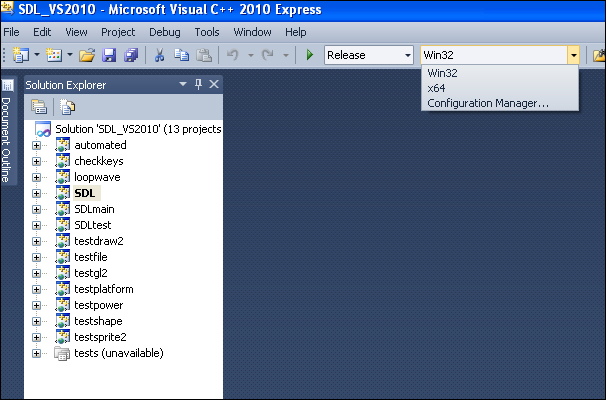 SDL_VS2010 - Microsoft Visual C++ 2010 Express
File Edit View Project Debug Tools Window Help
Release Win32
Win32
x64
Configuration Manager...
Solution Explorer
Document Outline
Solution 'SDL_VS2010' (13 projects
automated
checkkeys
loopwave
SDL
SDLmain
SDLtest
testdraw2
testfile
testgl2
testplatform
testpower
testshape
testsprite2
tests (unavailable)